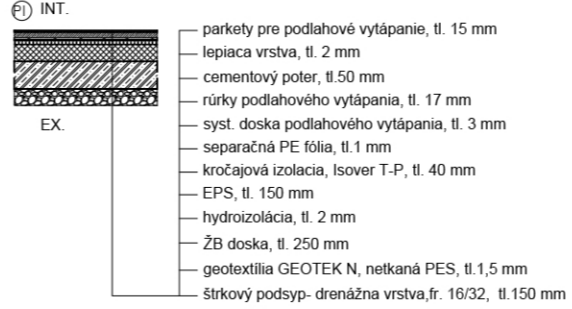 P1 INT.
EX.
parkety pre podlahové vytápanie, tl. 15 mm
lepiaca vrstva, tl. 2 mm
cementový poter, tl.50 mm
rúrky podlahového vytápania, tl. 17 mm
syst. doska podlahového vytápania, tl. 3 mm
separačná PE fólia, tl.1 mm
kročajová izolacia, Isover T-P, tl. 40 mm
EPS, tl. 150 mm
hydroizolácia, tl. 2 mm
ŽB doska, tl. 250 mm
geotextília GEOTEK N, netkaná PES, tl.1,5 mm
štrkový podsyp- drenážna vrstva,fr. 16/32, tl.150 mm